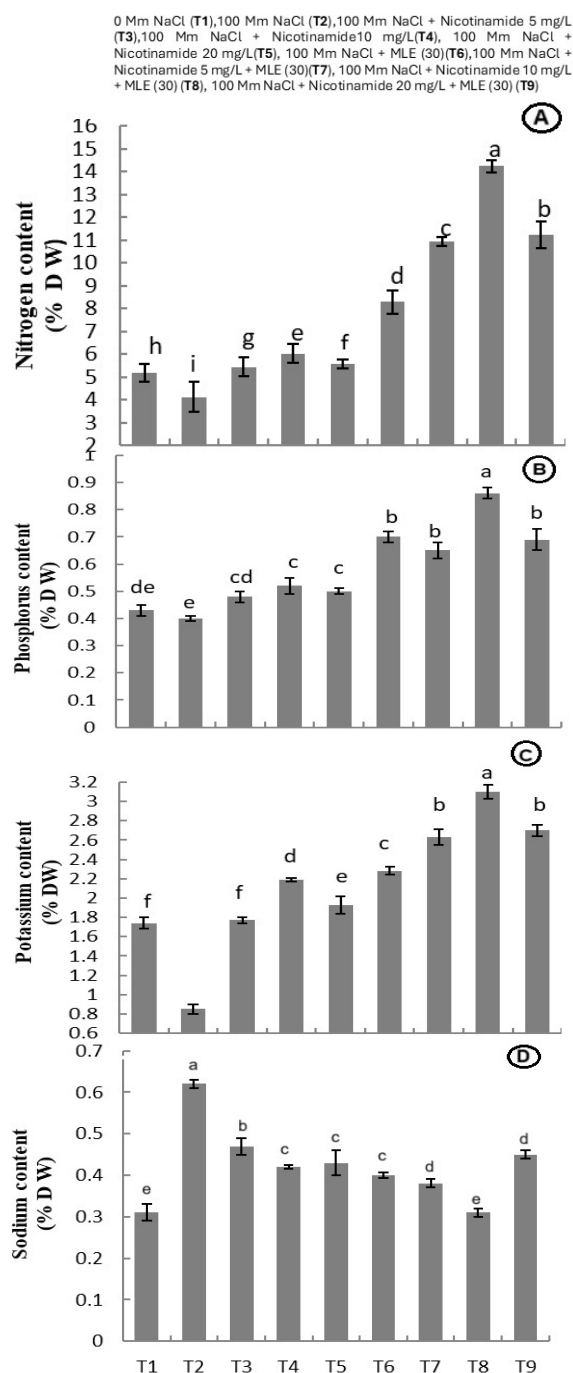 0 Mm NaCl (T1),100 Mm NaCl (T2),100 Mm NaCl + Nicotinamide 5 mg/L
(T3),100 Mm NaCl + Nicotinamide10 mg/L(T4), 100 Mm NaCl +
Nicotinamide 20 mg/L(T5), 100 Mm NaCl + MLE (30)(T6),100 Mm NaCl +
Nicotinamide 5 mg/L + MLE (30)(T7), 100 Mm NaCl + Nicotinamide 10 mg/L
+ MLE (30) (T8), 100 Mm NaCl + Nicotinamide 20 mg/L + MLE (30) (T9)
A
Nitrogen content
(% D W)
16
15
14
13
12
11
10
9
8
7
6
5
4
3
2
h i g e f d c a b
B
Phosphorus content
(% D W)
1
0.9
0.8
0.7
0.6
0.5
0.4
0.3
0.2
0.1
0
de e cd c c b b a b
C
Potassium content
(% DW)
3.2
3
2.6
2.2
1.8
1.4
1.2
1
0.8
0.6
f f d e c b a b
D
Sodium content
(% D W)
0.7
0.6
0.5
0.4
0.3
0.2
0.1
0
e a b c c c d e d
T1 T2 T3 T4 T5 T6 T7 T8 T9